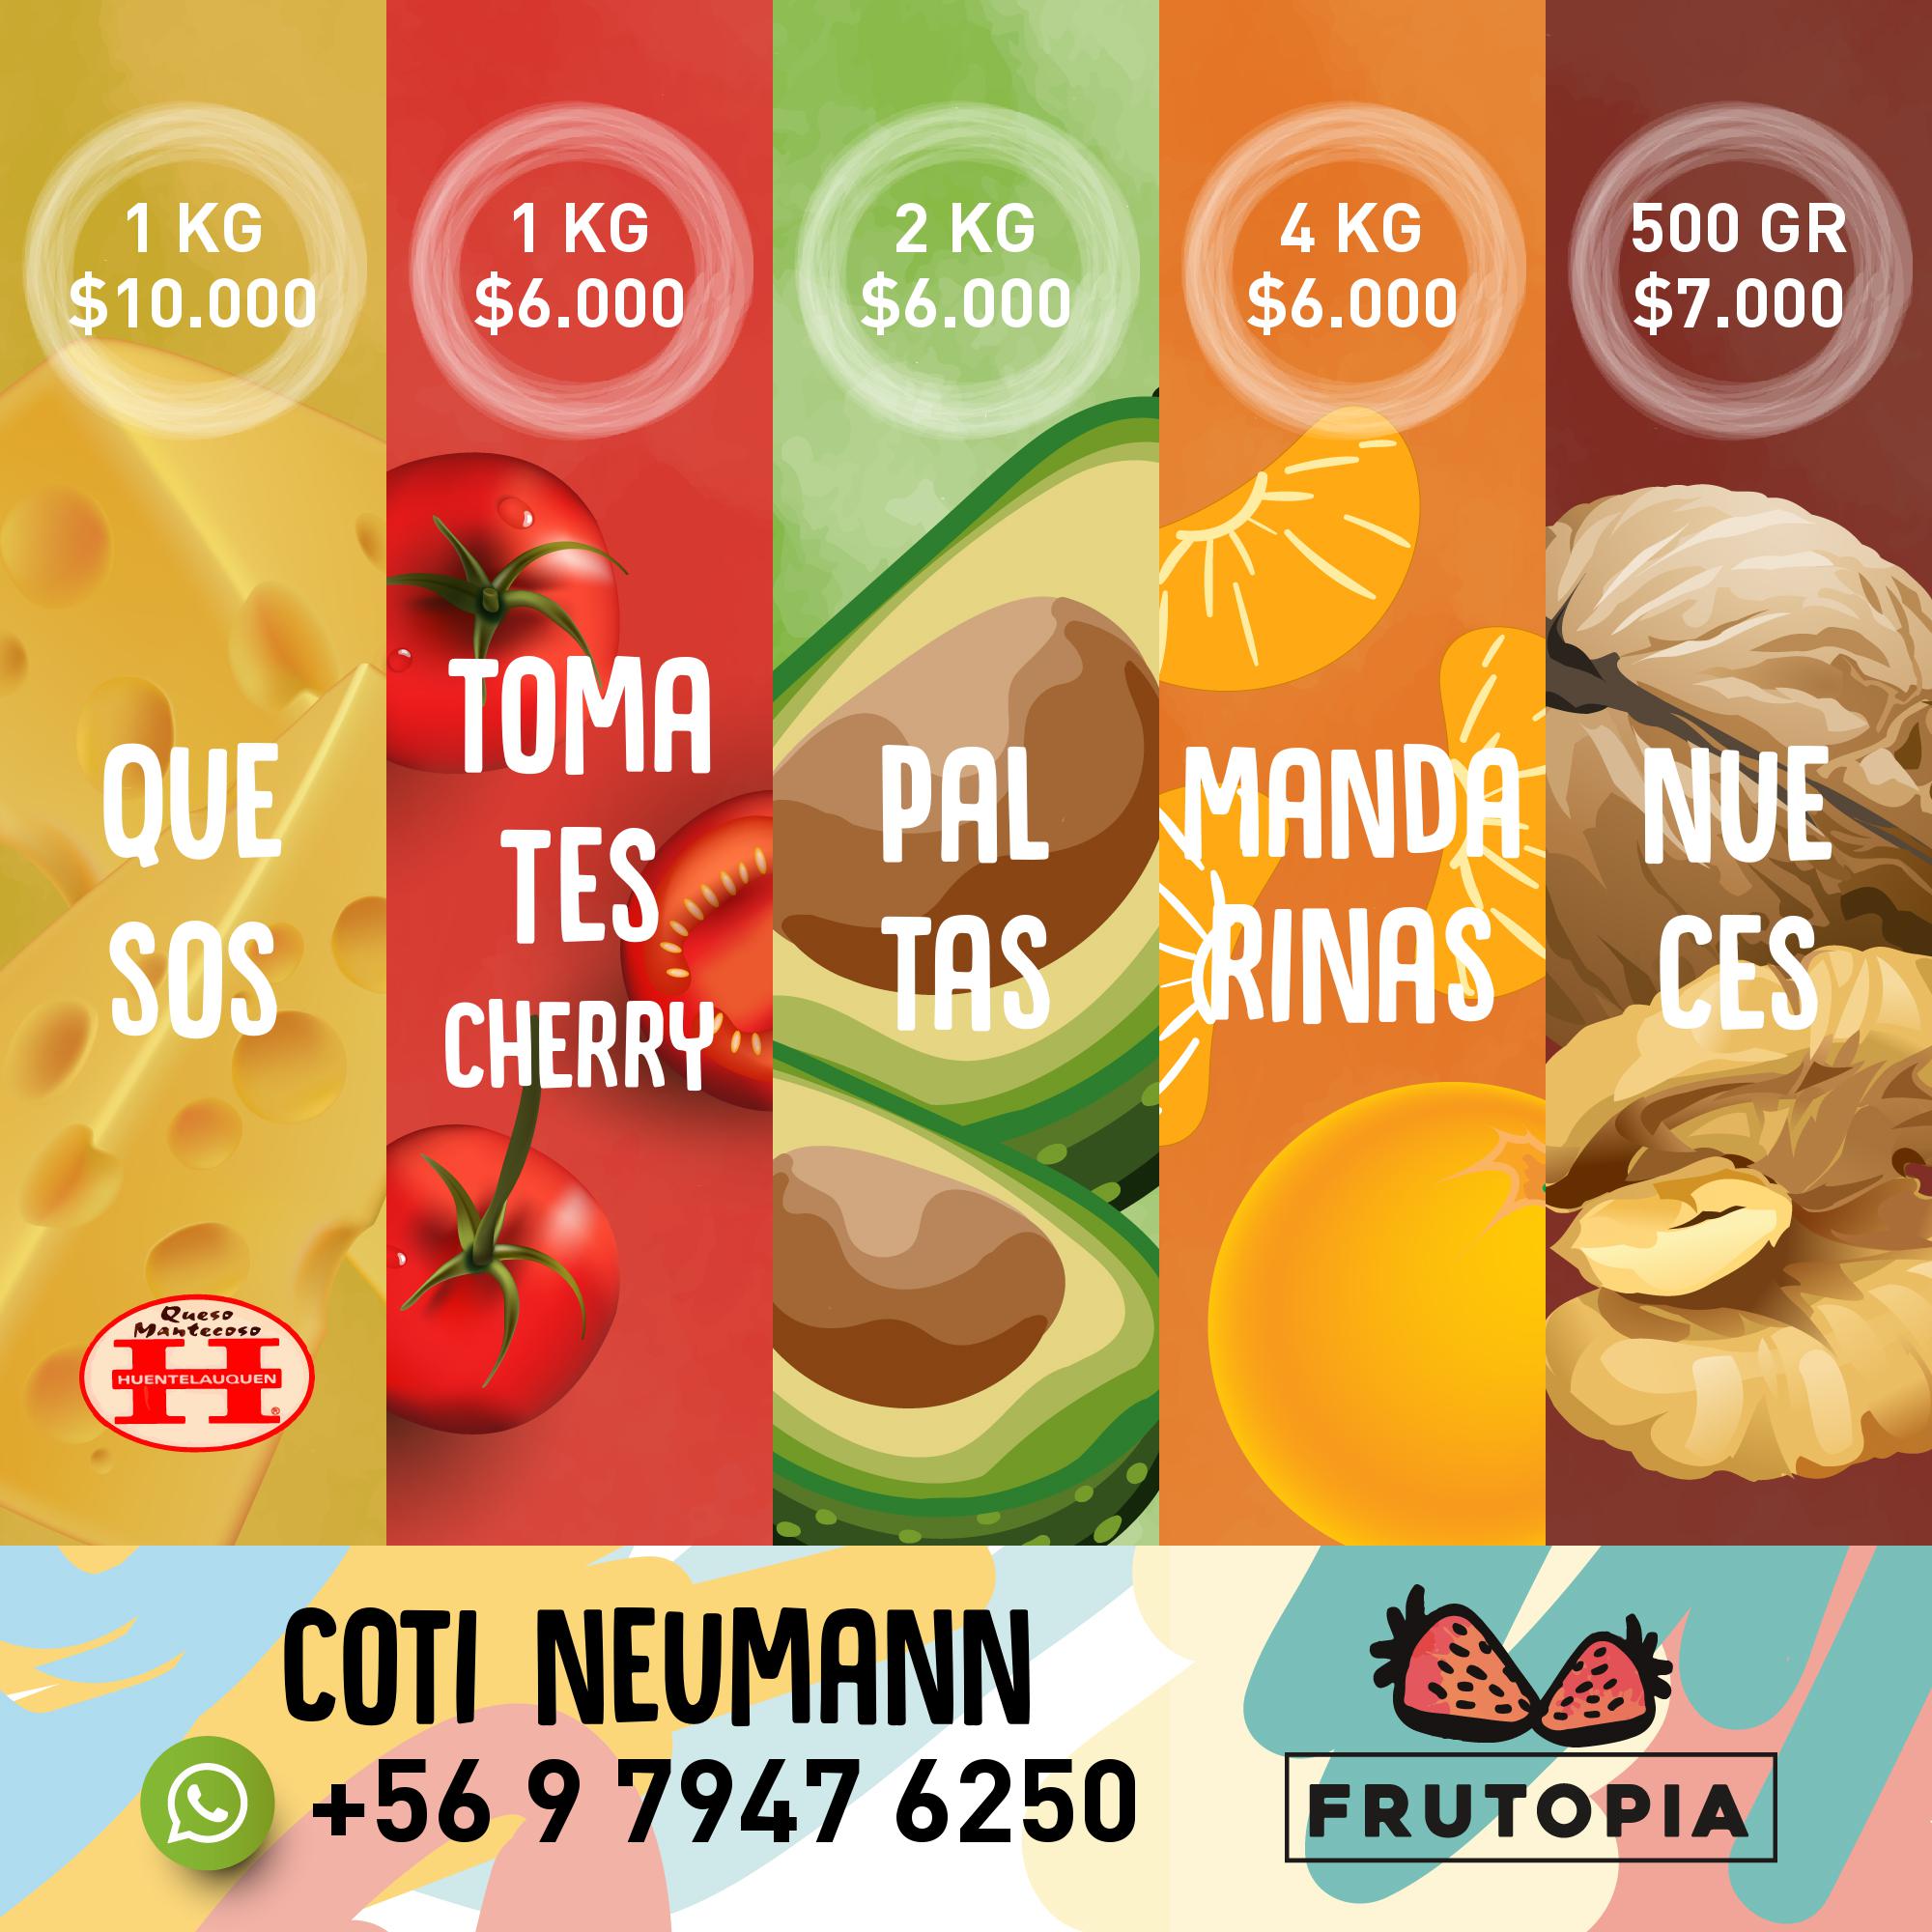 1 KG
$10.000
QUE
SOS
Queso
Mantecoso
H
HUENTELAUQUEN
®
1 KG
$6.000
TOMA
TES
CHERRY
2 KG
$6.000
PAL
TAS
4 KG
$6.000
MANDA
RINAS
500 GR
$7.000
NUE
CES
COTI NEUMANN
+56 9 7947 6250
FRUTOPIA